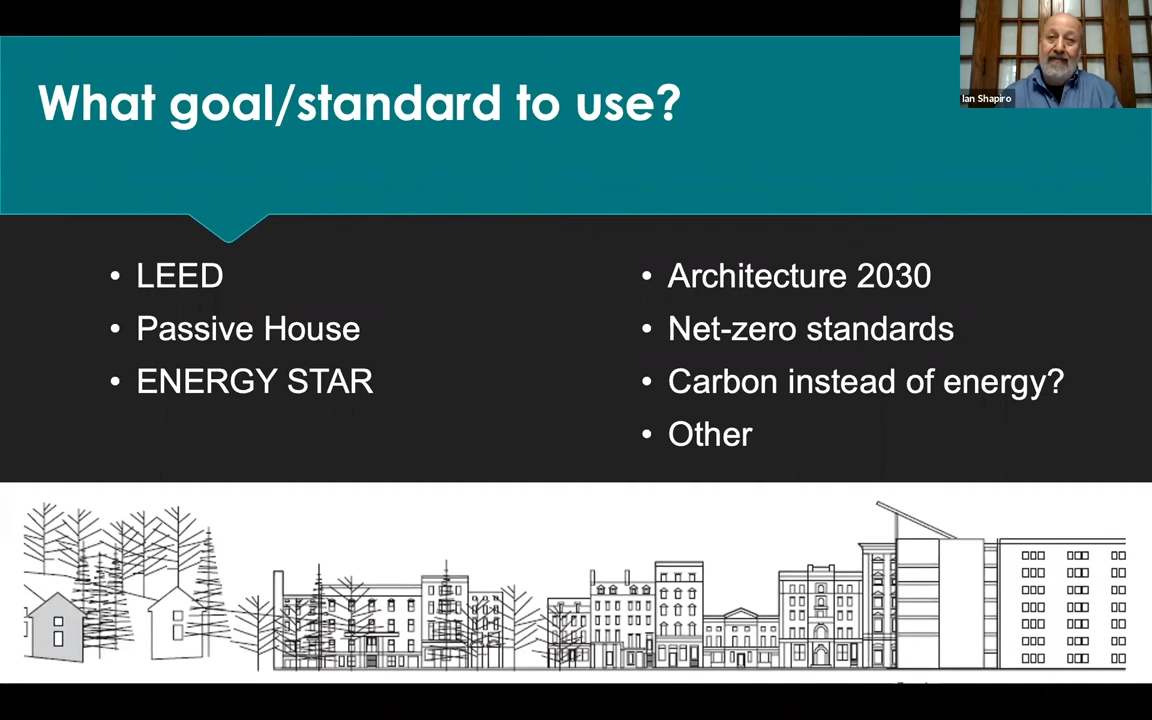 What goal/standard to use?
Ian Shapiro
• LEED
• Passive House
• ENERGY STAR
• Architecture 2030
• Net-zero standards
• Carbon instead of energy?
• Other